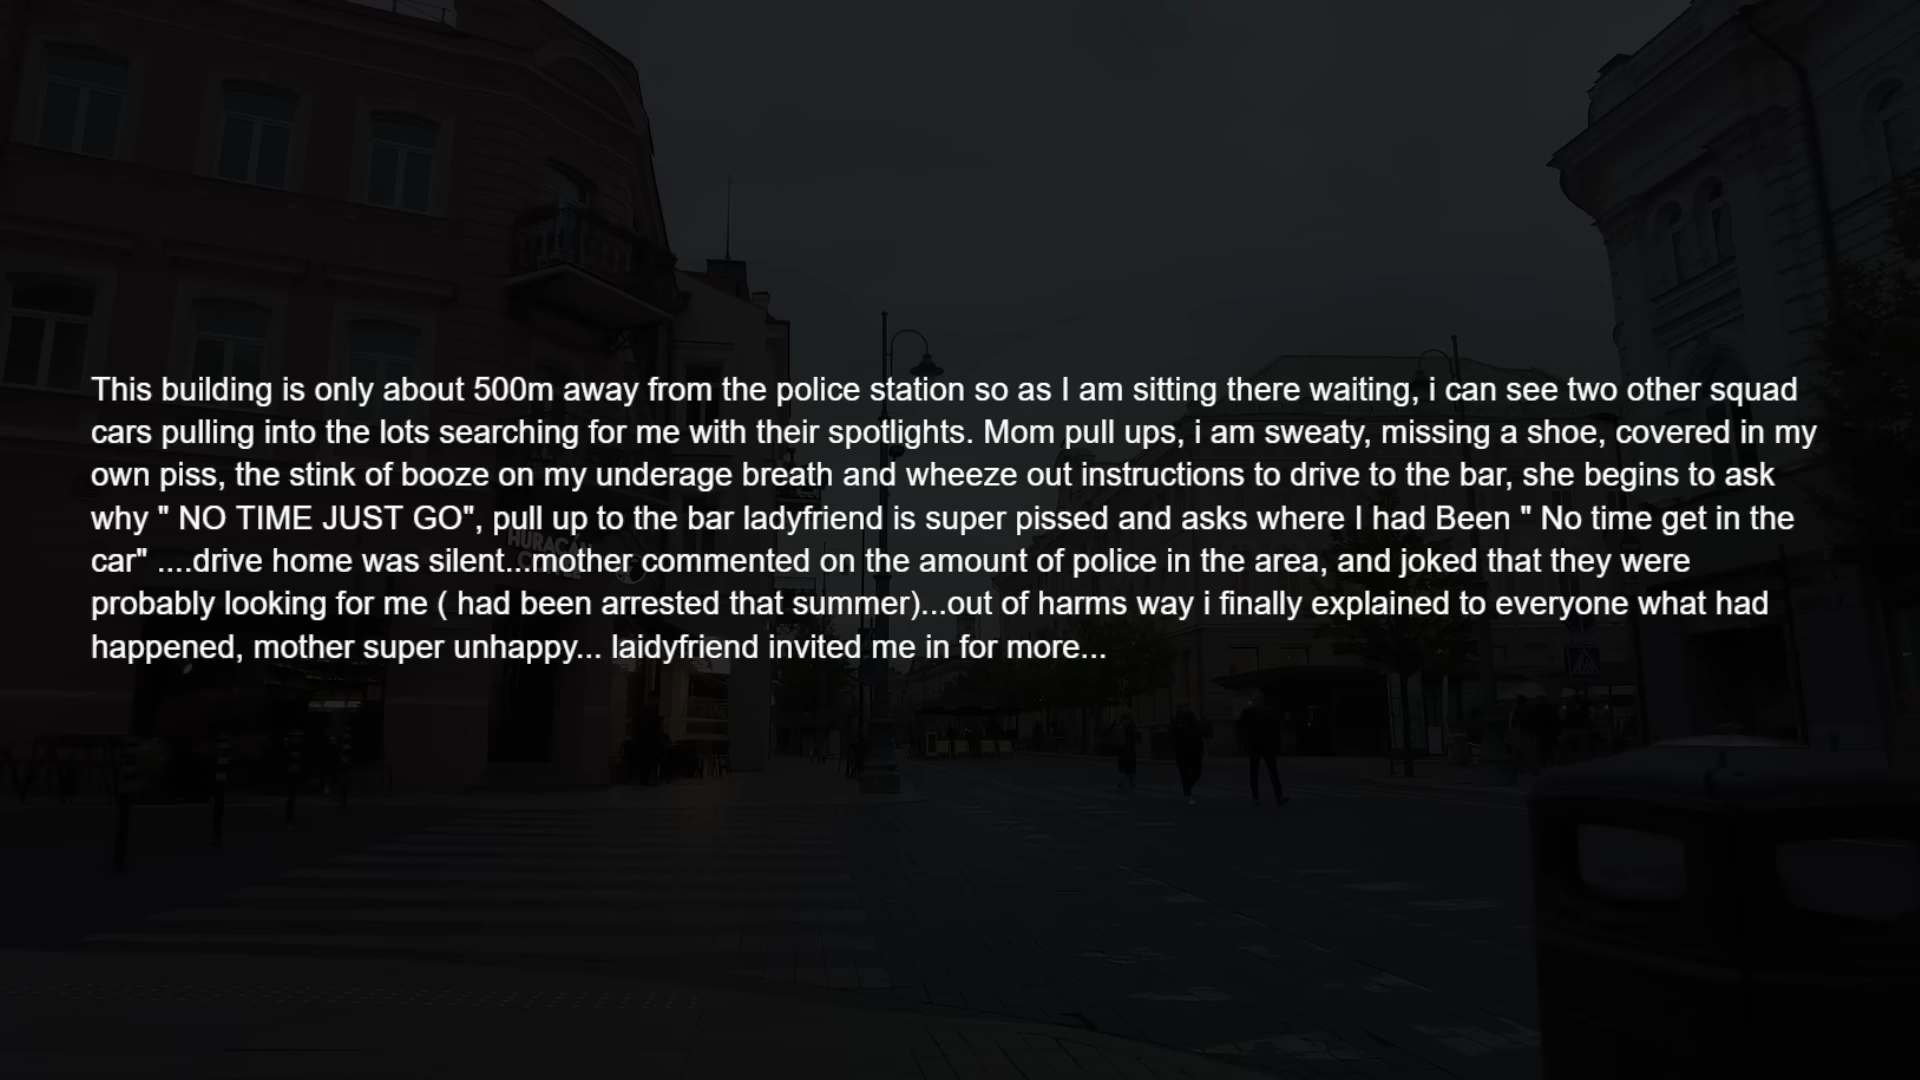 This building is only about 500m away from the police station so as I am sitting there waiting, i can see two other squad
cars pulling into the lots searching for me with their spotlights. Mom pull ups, i am sweaty, missing a shoe, covered in my
own piss, the stink of booze on my underage breath and wheeze out instructions to drive to the bar, she begins to ask
why " NO TIME JUST GO", pull up to the bar ladyfriend is super pissed and asks where I had Been " No time get in the
car" ....drive home was silent...mother commented on the amount of police in the area, and joked that they were
probably looking for me ( had been arrested that summer)...out of harms way i finally explained to everyone what had
happened, mother super unhappy... laidyfriend invited me in for more...
HURACÁN